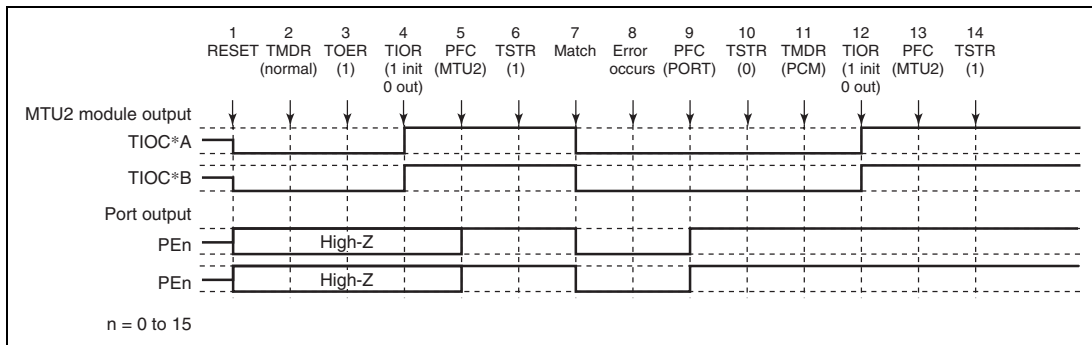 1 2 3 4 5 6 7 8 9 10 11 12 13 14
RESET TMDR TOER TIOR PFC TSTR Match Error PFC TSTR TMDR TIOR PFC TSTR
(normal) (1) (1 init (MTU2) (1) occurs (PORT) (0) (PCM) (1 init (MTU2) (1)
0 out) 0 out)
MTU2 module output
TIOC*A
TIOC*B
Port output
PEn High-Z
PEn High-Z
n = 0 to 15